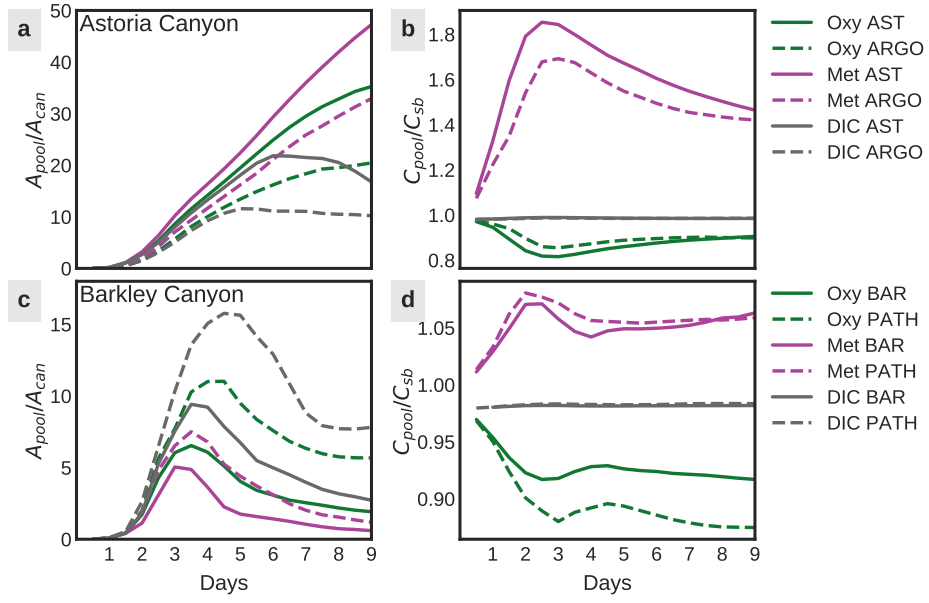 a
Astoria Canyon
50
40
30
20
10
0
A_pool/A_can
b
1.8
1.6
1.4
1.2
1.0
0.8
C_pool/C_sb
Oxy AST
Oxy ARGO
Met AST
Met ARGO
DIC AST
DIC ARGO
c
Barkley Canyon
15
10
5
0
A_pool/A_can
1 2 3 4 5 6 7 8 9
Days
d
1.05
1.00
0.95
0.90
C_pool/C_sb
1 2 3 4 5 6 7 8 9
Days
Oxy BAR
Oxy PATH
Met BAR
Met PATH
DIC BAR
DIC PATH